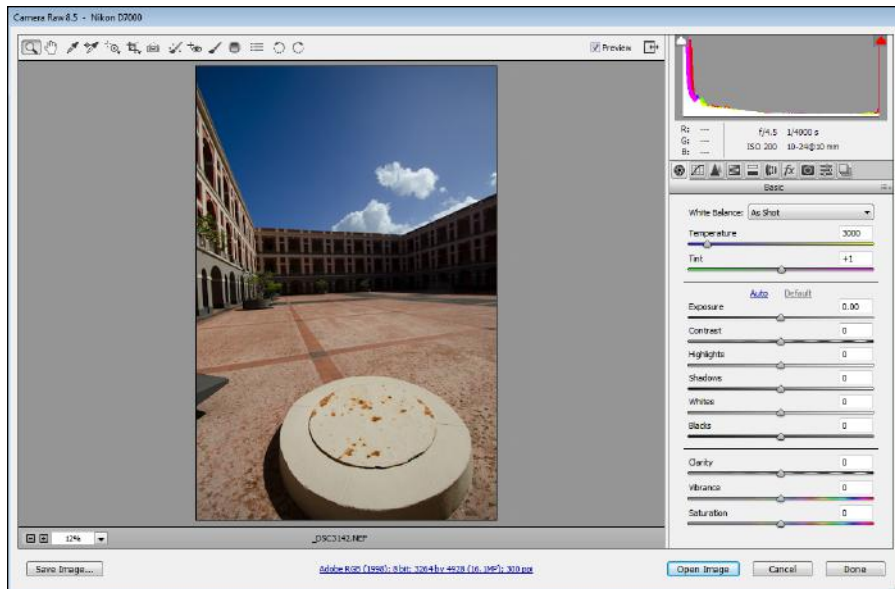 Camera Raw 8.5 - Nikon D7000
Preview
R: ---
G: ---
B: ---
f/4.5 1/4000 s
ISO 200 10-24@10 mm
fx
Basic
White Balance: As Shot
Temperature 3000
Tint +1
Auto Default
Exposure 0.00
Contrast 0
Highlights 0
Shadows 0
Whites 0
Blacks 0
Clarity 0
Vibrance 0
Saturation 0
12%
_DSC3142.NEF
Save Image...
Adobe RGB (1998); 8 bit; 3264 by 4928 (16.1MP); 300 ppi
Open Image
Cancel
Done